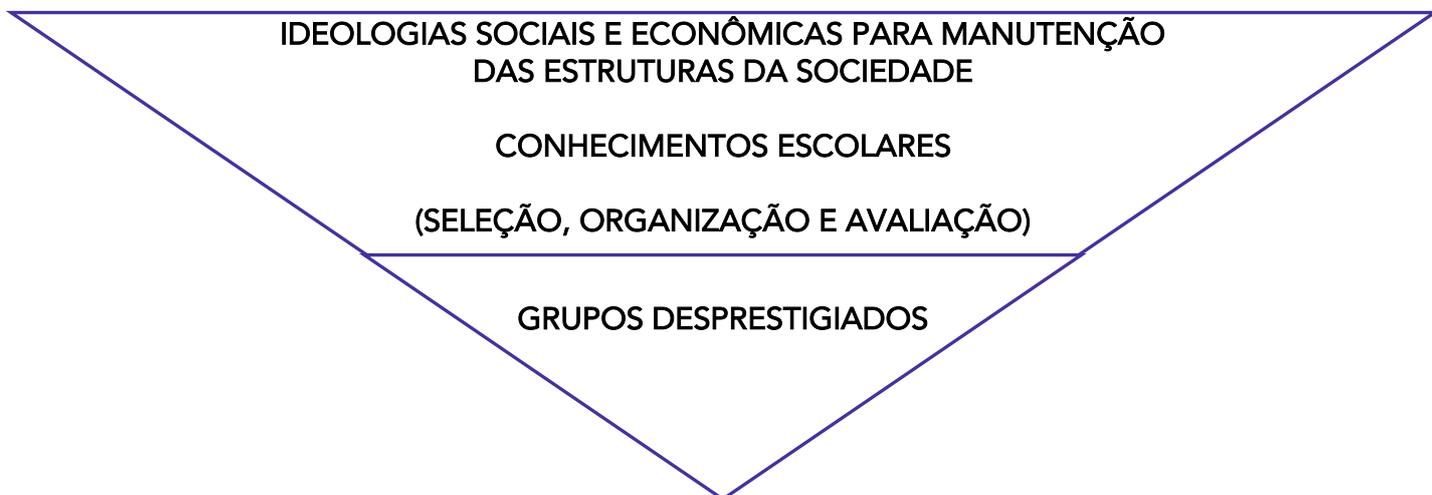 IDEOLOGIAS SOCIAIS E ECONÔMICAS PARA MANUTENÇÃO
DAS ESTRUTURAS DA SOCIEDADE
CONHECIMENTOS ESCOLARES
(SELEÇÃO, ORGANIZAÇÃO E AVALIAÇÃO)
GRUPOS DESPRESTIGIADOS